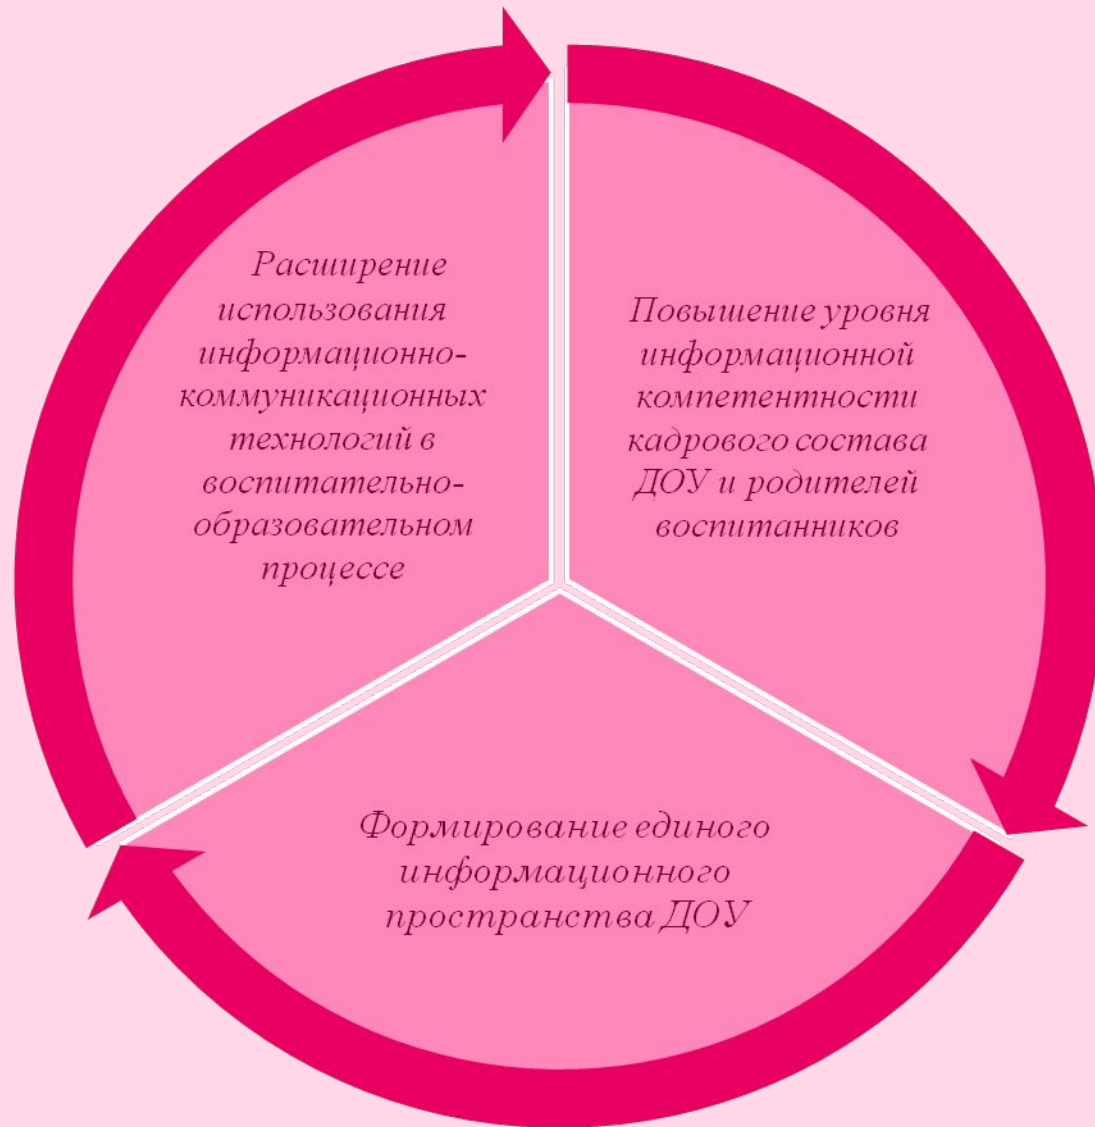 Расширение
использования
информационно-
коммуникационных
технологий в
воспитательно-
образовательном
процессе
Повышение уровня
информационной
компетентности
кадрового состава
ДОУ и родителей
воспитанников
Формирование единого
информационного
пространства ДОУ